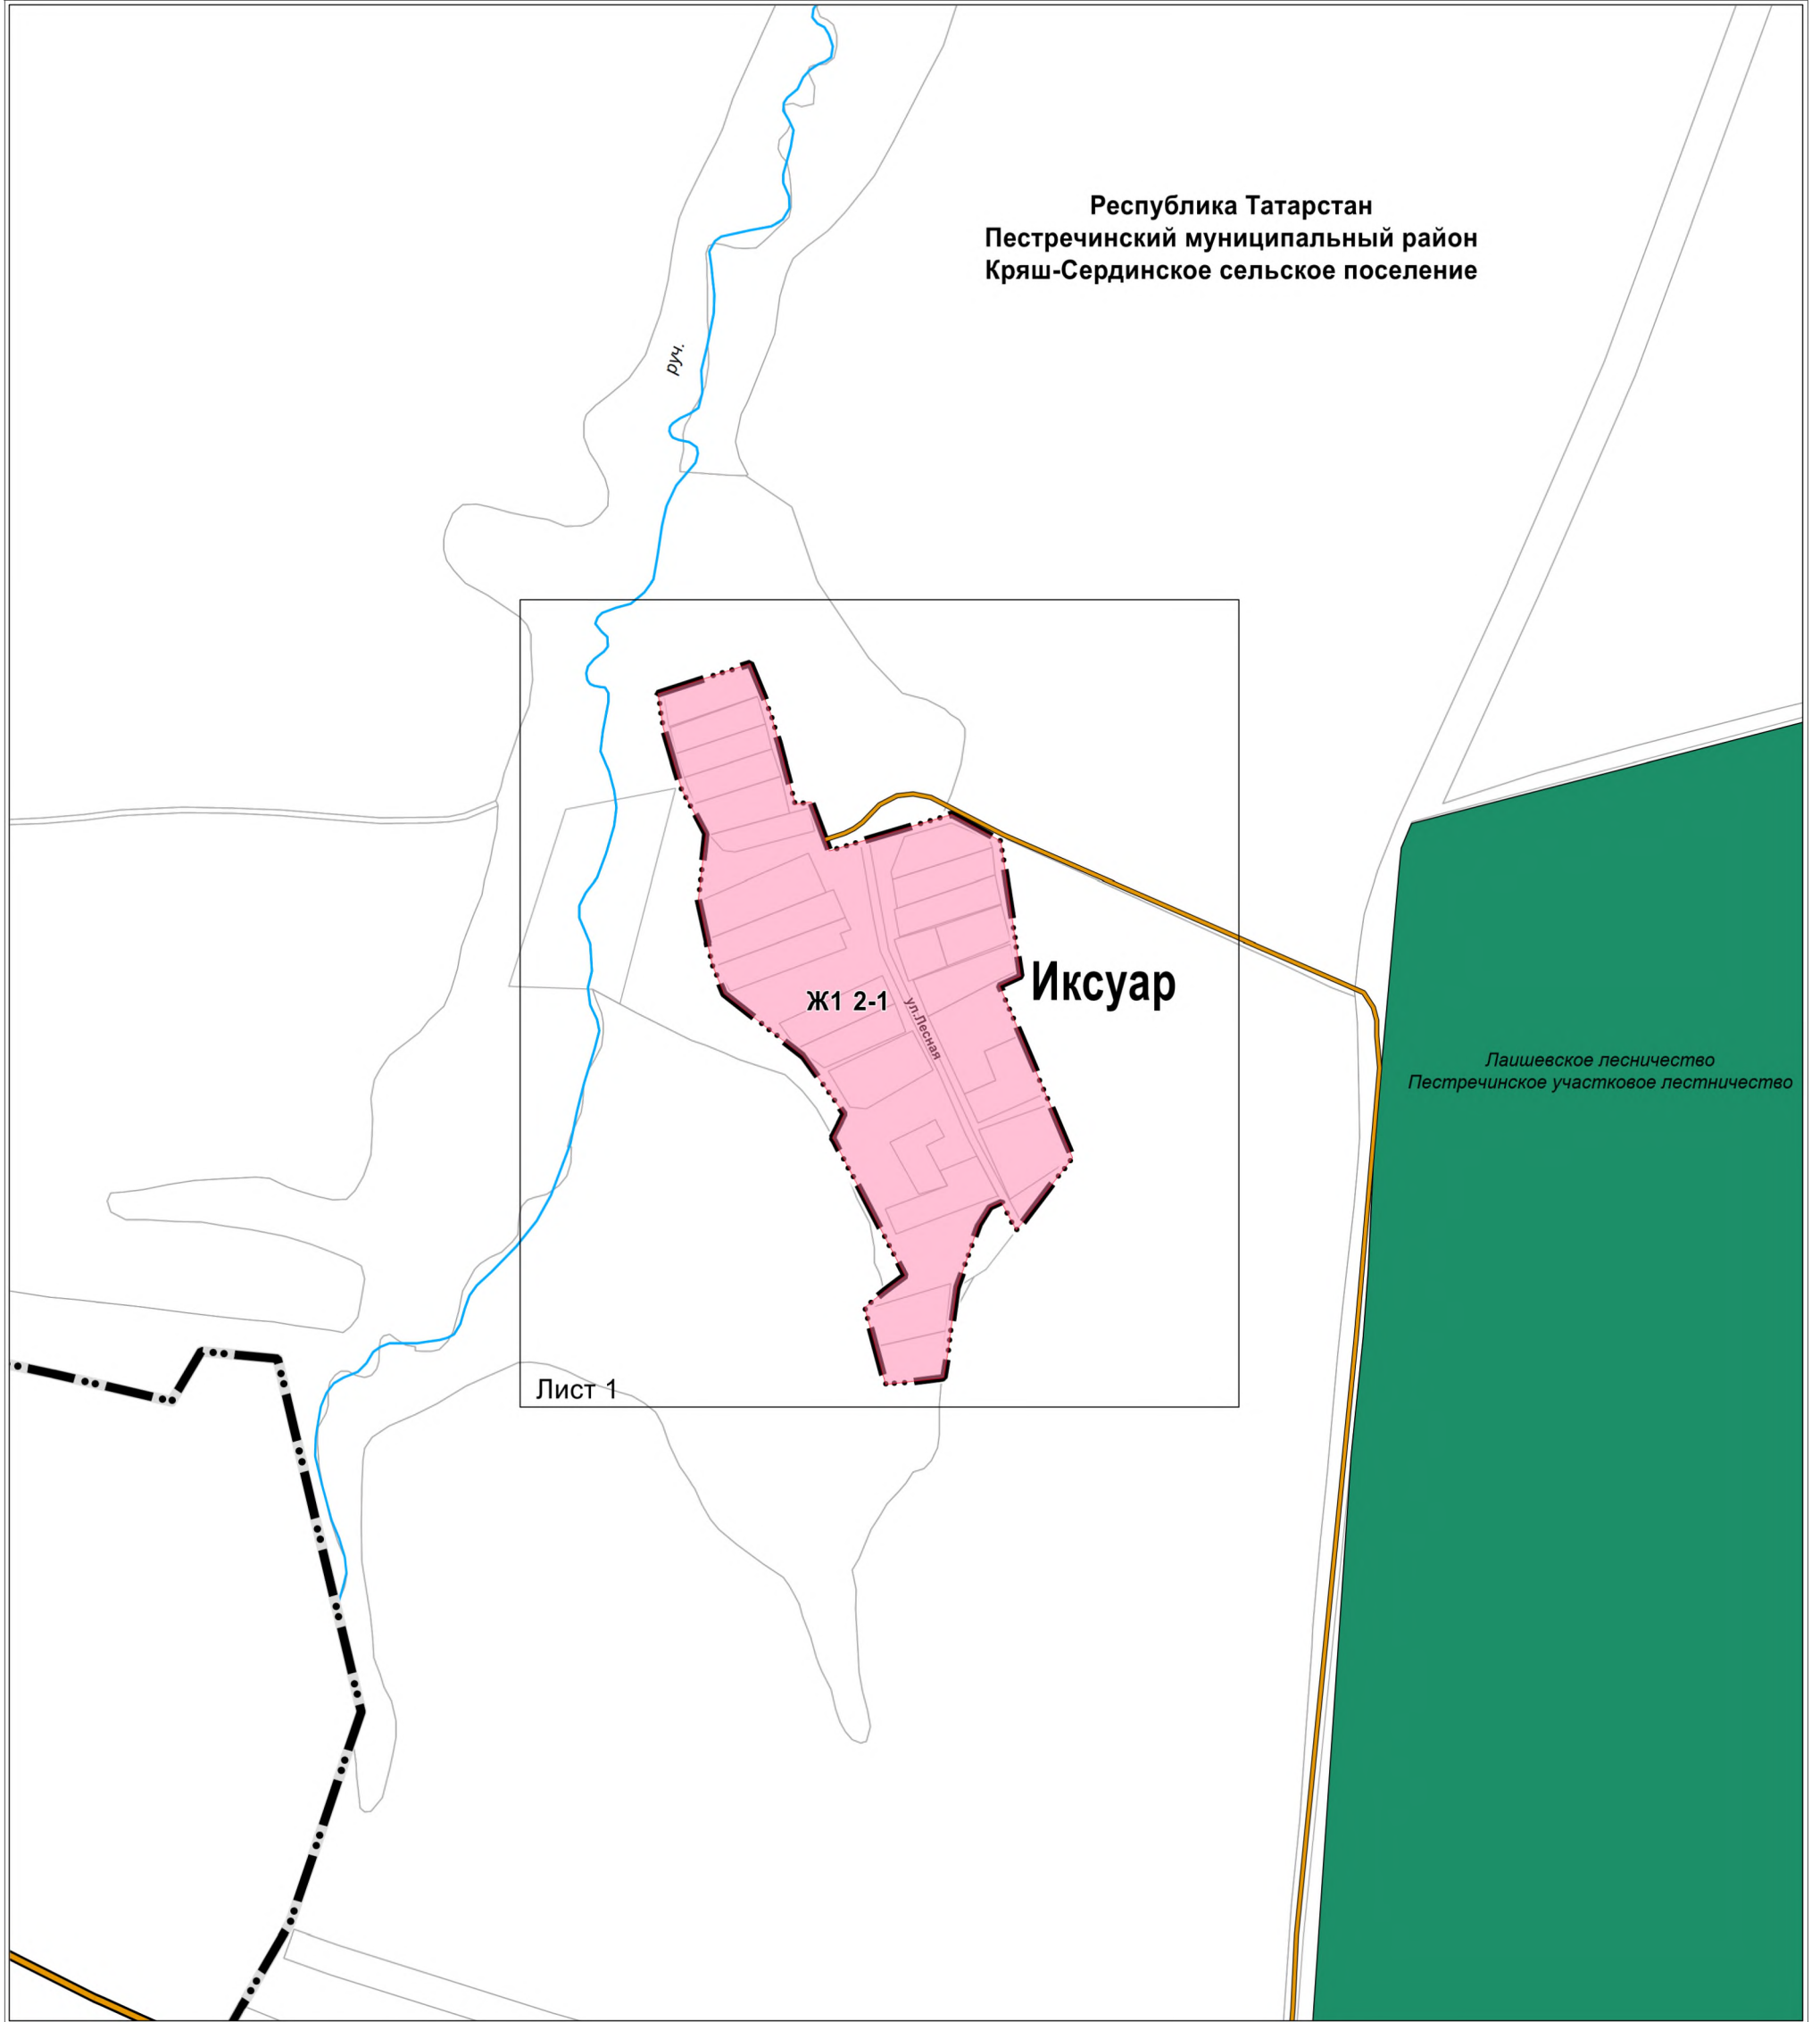 Республика Татарстан
Пестречинский муниципальный район
Кряш-Сердинское сельское поселение
руч.
Иксуар
Ж1 2-1
ул.Лесная
Лаишевское лесничество
Пестречинское участковое лестничество
Лист 1